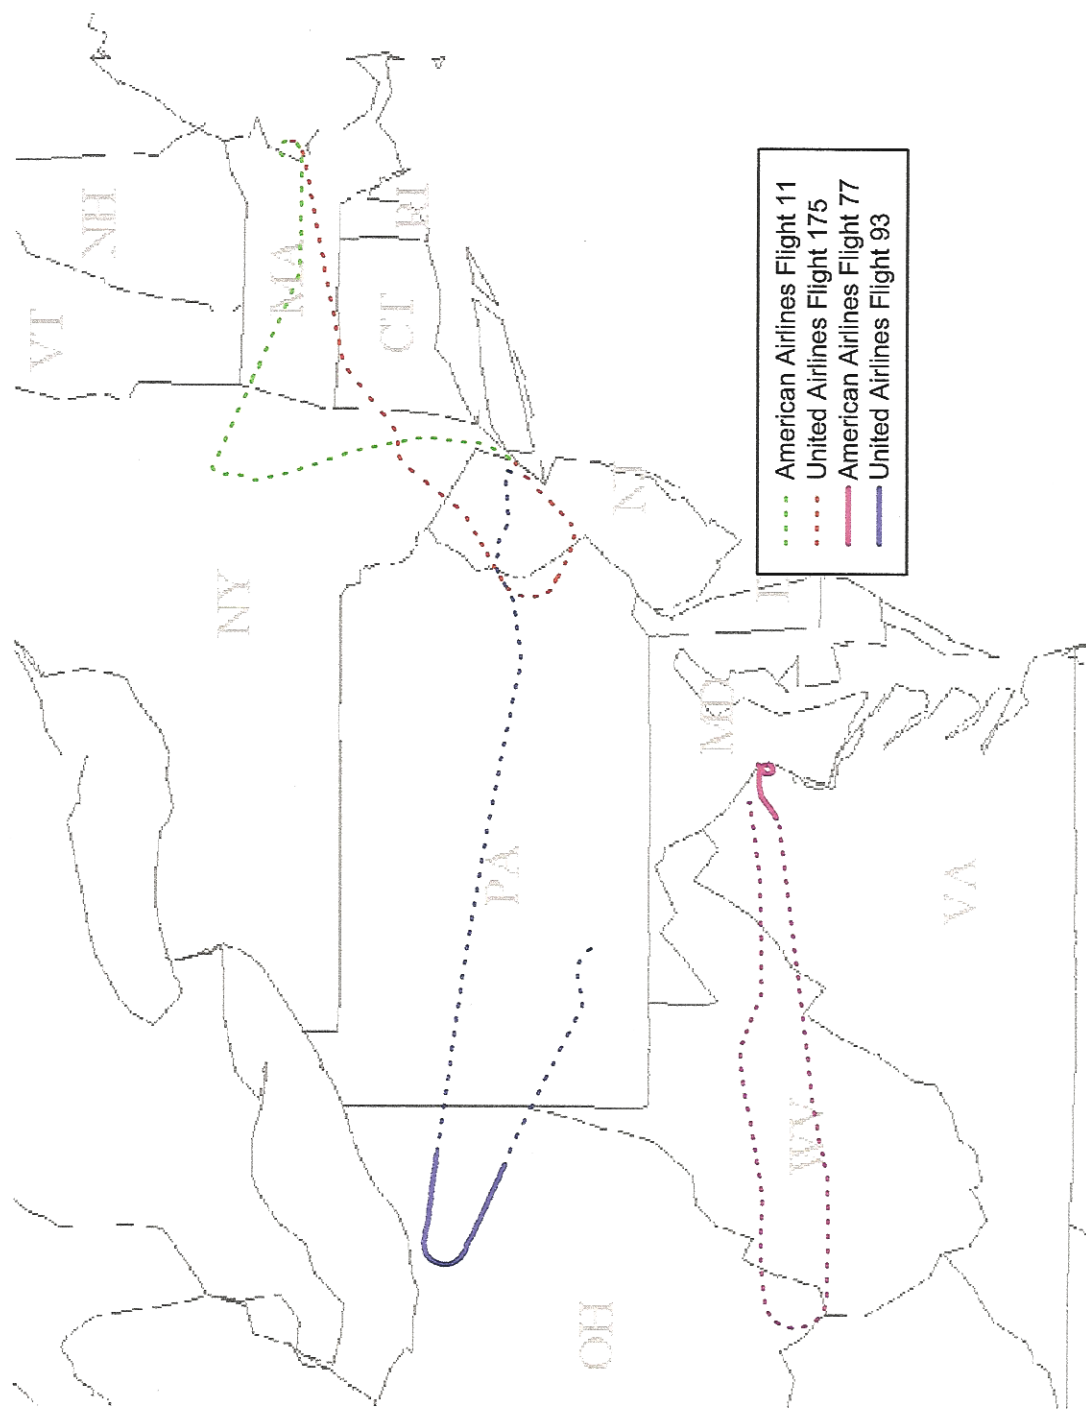 VT
NH
MA
CT
RI
NY
NJ
PA
MD
OH
WV
VA
American Airlines Flight 11
United Airlines Flight 175
American Airlines Flight 77
United Airlines Flight 93